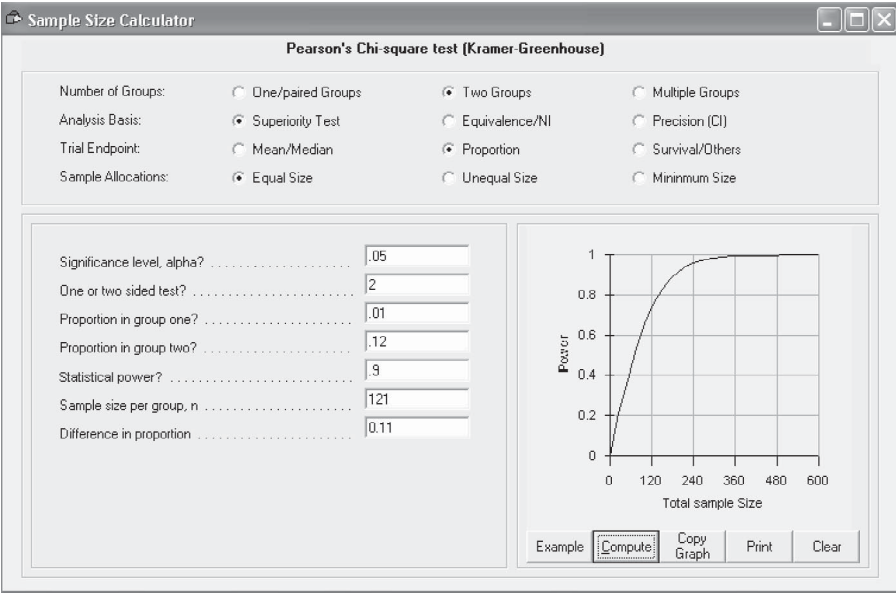 Sample Size Calculator
Pearson's Chi-square test (Kramer-Greenhouse)
Number of Groups: One/paired Groups Two Groups Multiple Groups
Analysis Basis: Superiority Test Equivalence/NI Precision (CI)
Trial Endpoint: Mean/Median Proportion Survival/Others
Sample Allocations: Equal Size Unequal Size Mininmum Size
Significance level, alpha? .05
One or two sided test? 2
Proportion in group one? .01
Proportion in group two? .12
Statistical power? .9
Sample size per group, n 121
Difference in proportion 0.11
1
0.8
0.6
0.4
0.2
0
Power
0 120 240 360 480 600
Total sample Size
Example Compute Copy Graph Print Clear